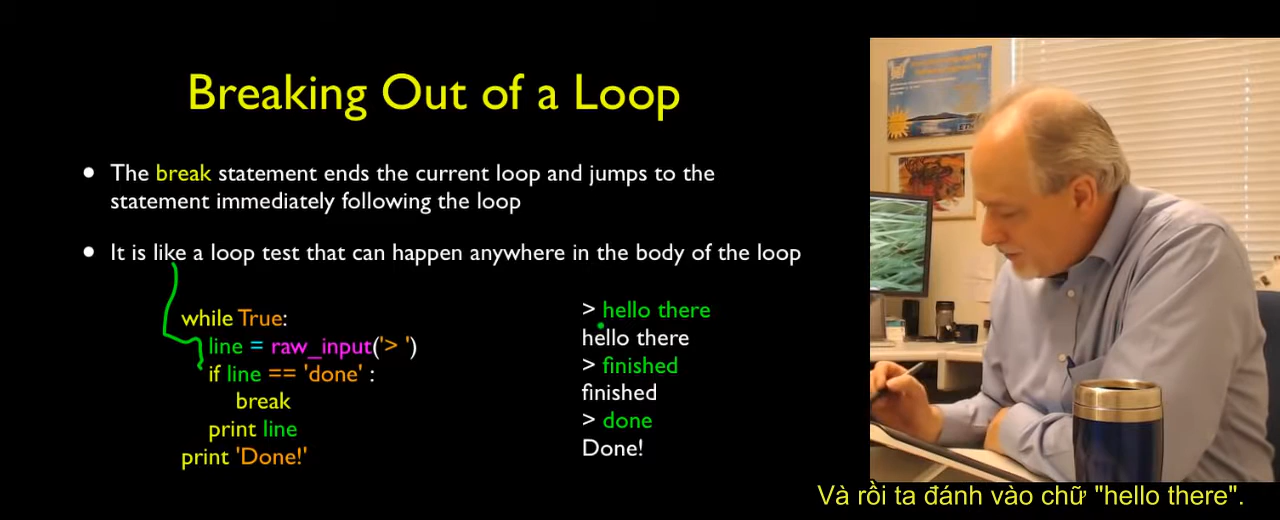 Breaking Out of a Loop
• The break statement ends the current loop and jumps to the
statement immediately following the loop
• It is like a loop test that can happen anywhere in the body of the loop
while True:
line = raw_input('> ')
if line == 'done' :
break
print line
print 'Done!'
> hello there
hello there
> finished
finished
> done
Done!
Và rồi ta đánh vào chữ "hello there".